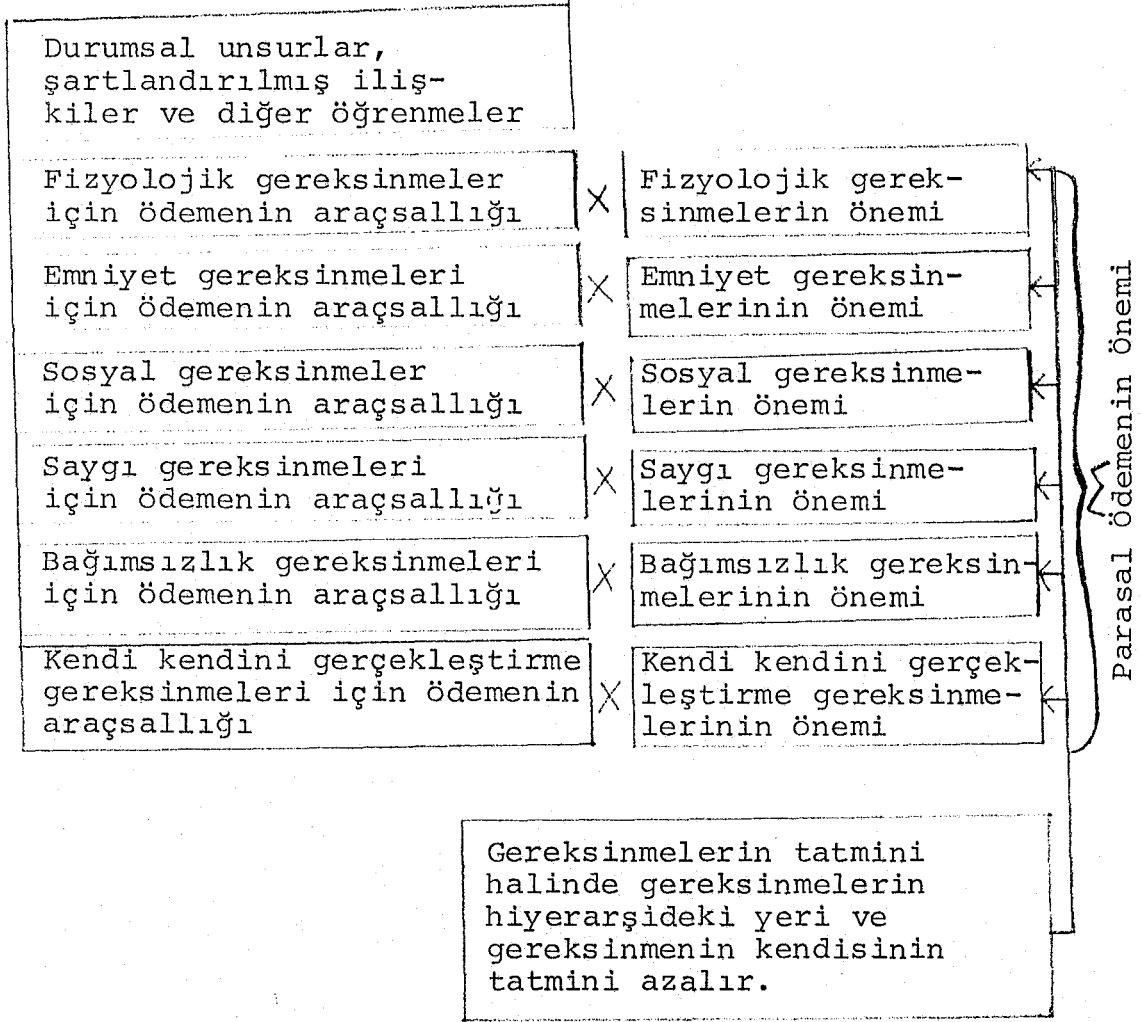 Durumsal unsurlar,
şartlandırılmış iliş-
kiler ve diğer öğrenmeler
Fizyolojik gereksinmeler
için ödemenin araçsallığı
X
Fizyolojik gerek-
sinmelerin önemi
Emniyet gereksinmeleri
için ödemenin araçsallığı
X
Emniyet gereksin-
melerinin önemi
Sosyal gereksinmeler
için ödemenin araçsallığı
X
Sosyal gereksinme-
lerin önemi
Saygı gereksinmeleri
için ödemenin araçsallığı
X
Saygı gereksinme-
lerinin önemi
Bağımsızlık gereksinmeleri
için ödemenin araçsallığı
X
Bağımsızlık gereksin-
melerinin önemi
Kendi kendini gerçekleştirme
gereksinmeleri için ödemenin
araçsallığı
X
Kendi kendini gerçek-
leştirme gereksinme-
lerinin önemi
Parasal Ödemenin Önemi
Gereksinmelerin tatmini
halinde gereksinmelerin
hiyerarşideki yeri ve
gereksinmenin kendisinin
tatmini azalır.